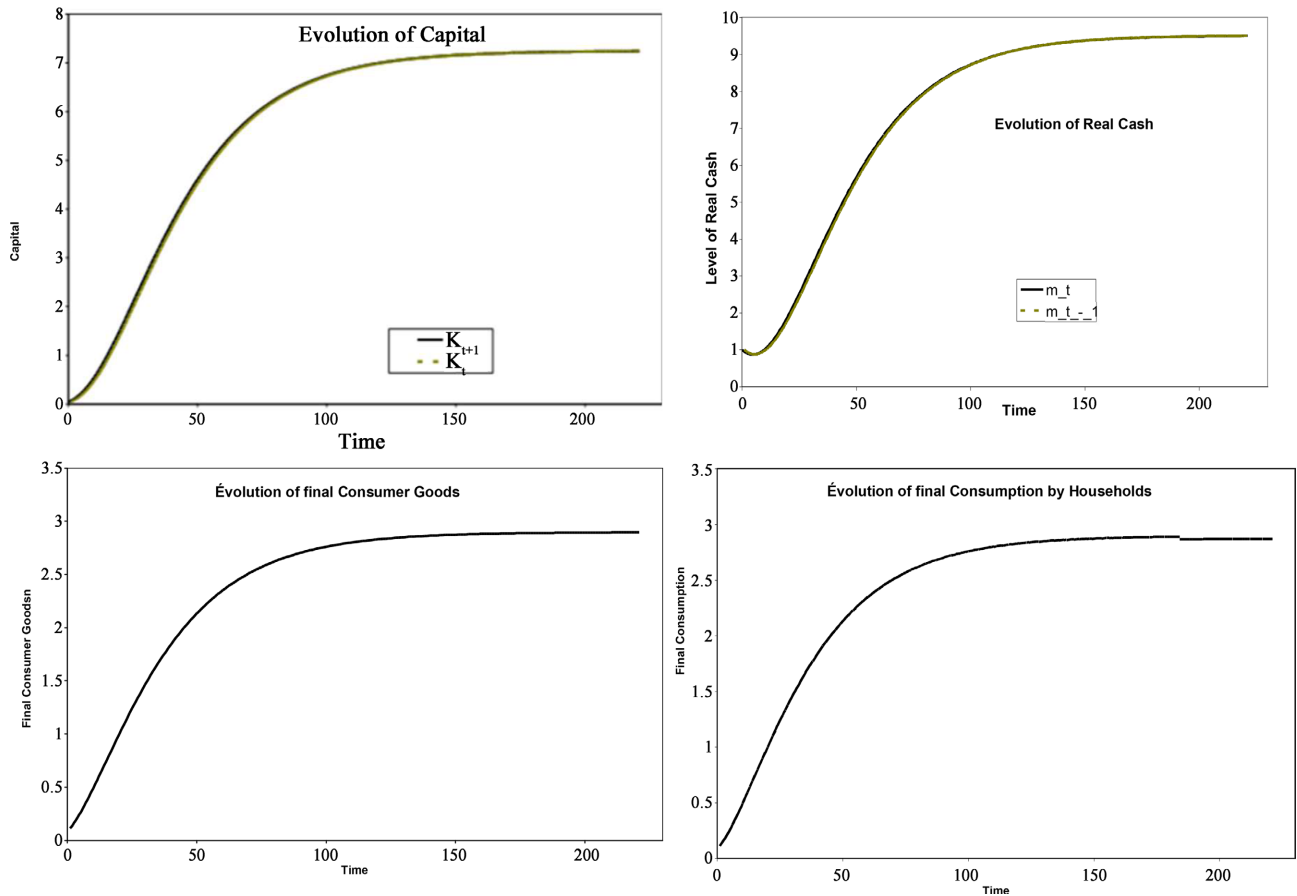 Evolution of Capital
8
7
6
5
4
3
2
1
0
Capital
K_{t+1}
K_t
0 50 100 150 200
Time
Evolution of Real Cash
10
9
8
7
6
5
4
3
2
1
0
Level of Real Cash
m_t
m_t_-_1
0 50 100 150 200
Time
Évolution of final Consumer Goods
3.5
3
2.5
2
1.5
1
0.5
0
Final Consumer Goodsn
0 50 100 150 200
Time
Évolution of final Consumption by Households
3.5
3
2.5
2
1.5
1
0.5
0
Final Consumption
0 50 100 150 200
Time